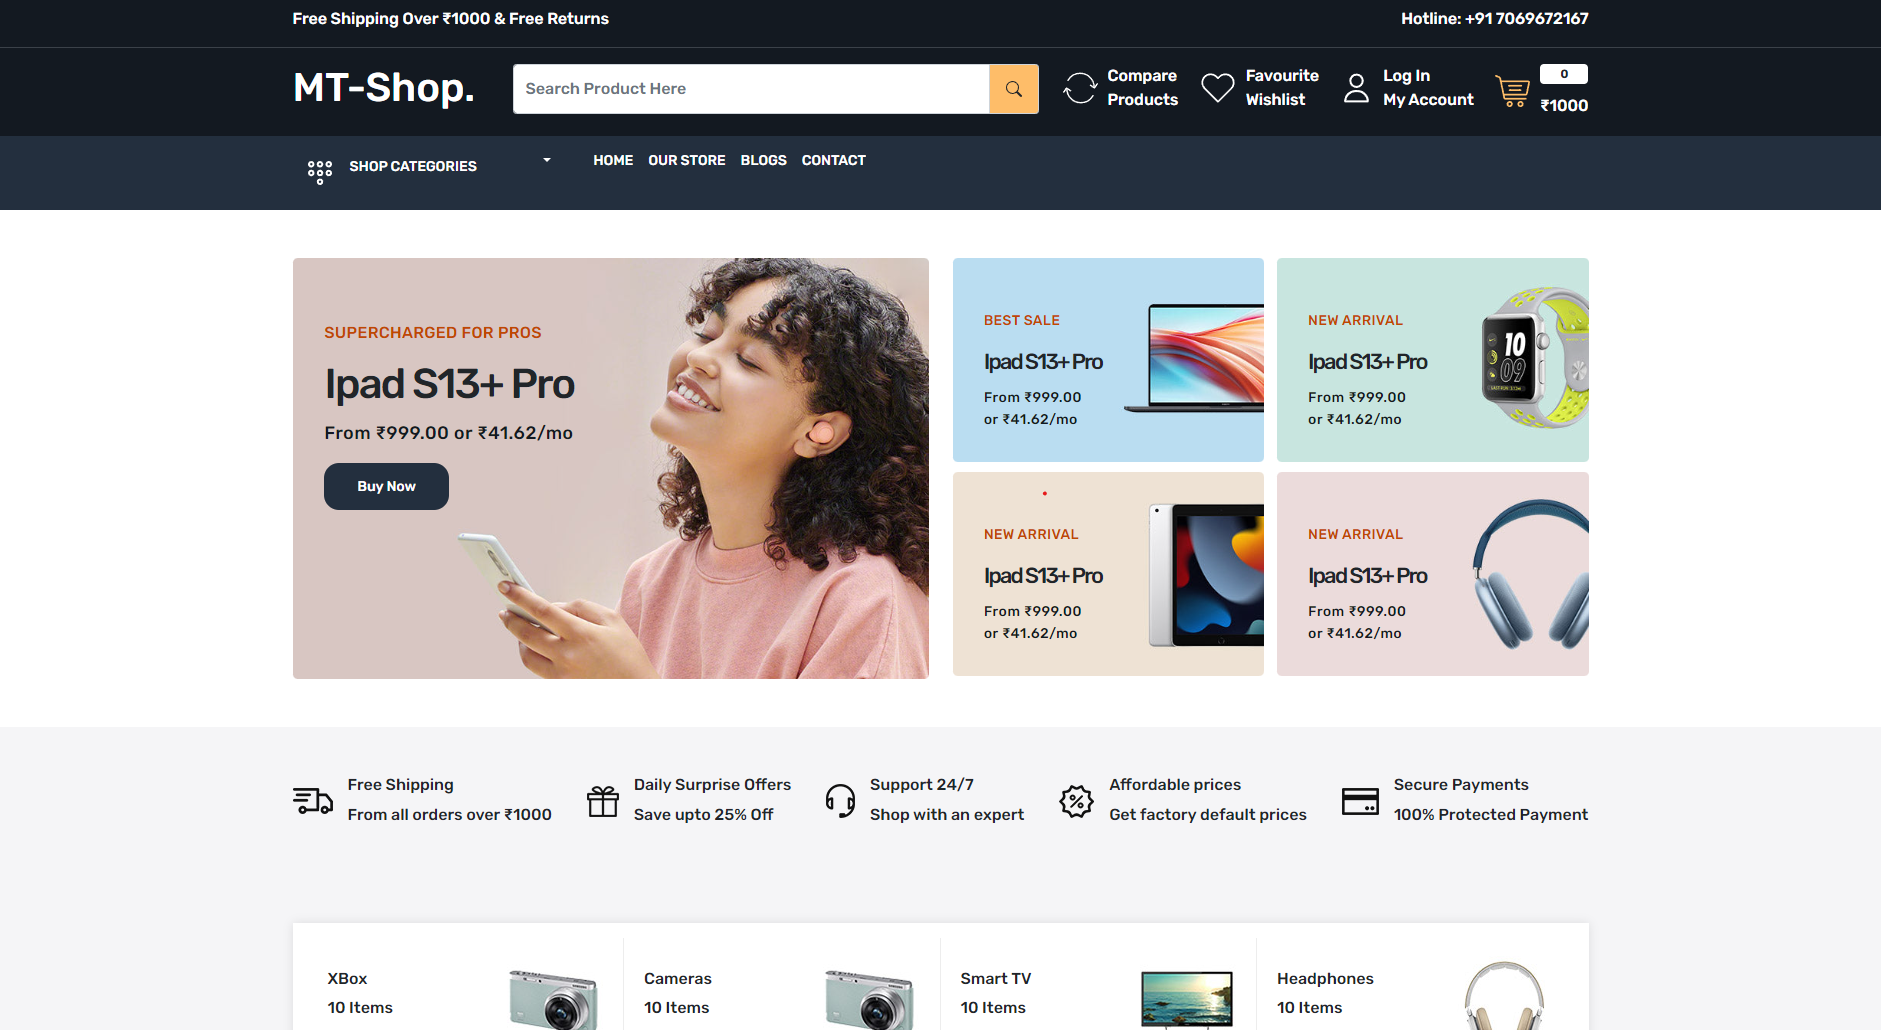 Free Shipping Over ₹1000 & Free Returns
Hotline: +91 7069672167
MT-Shop.
Search Product Here
Compare
Products
Favourite
Wishlist
Log In
My Account
0
₹1000
SHOP CATEGORIES
HOME OUR STORE BLOGS CONTACT
SUPERCHARGED FOR PROS
Ipad S13+ Pro
From ₹999.00 or ₹41.62/mo
Buy Now
BEST SALE
Ipad S13+ Pro
From ₹999.00
or ₹41.62/mo
NEW ARRIVAL
Ipad S13+ Pro
From ₹999.00
or ₹41.62/mo
10
09
NEW ARRIVAL
Ipad S13+ Pro
From ₹999.00
or ₹41.62/mo
NEW ARRIVAL
Ipad S13+ Pro
From ₹999.00
or ₹41.62/mo
Free Shipping
From all orders over ₹1000
Daily Surprise Offers
Save upto 25% Off
Support 24/7
Shop with an expert
Affordable prices
Get factory default prices
Secure Payments
100% Protected Payment
XBox
10 Items
Cameras
10 Items
Smart TV
10 Items
Headphones
10 Items